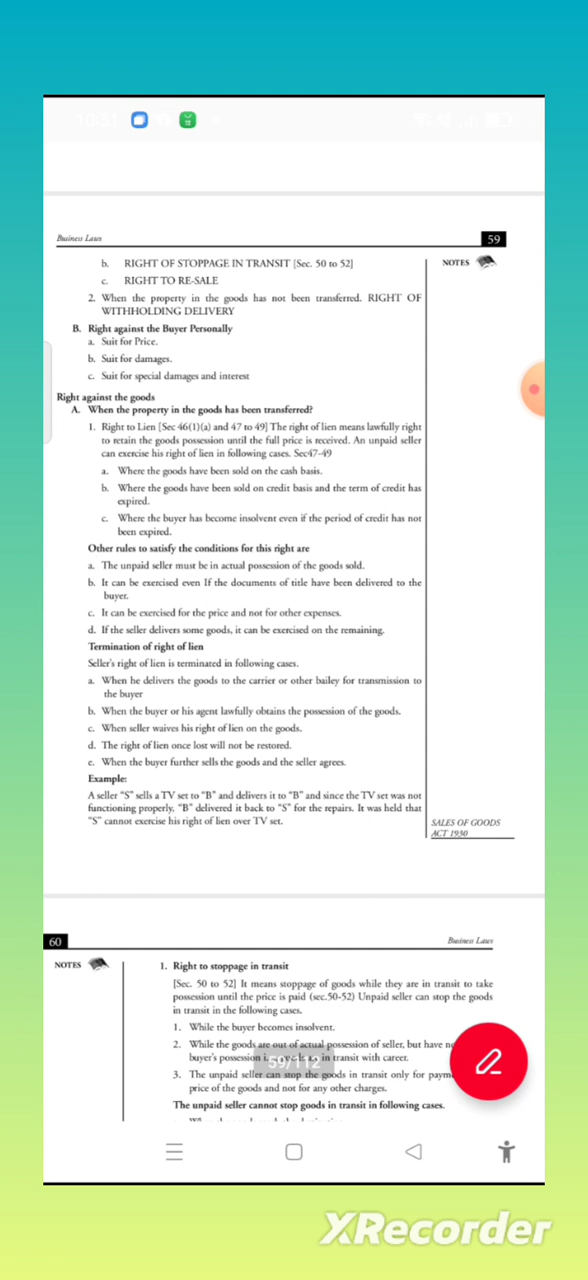 10:31
Business Laws
59
b. RIGHT OF STOPPAGE IN TRANSIT [Sec. 50 to 52]
NOTES
c. RIGHT TO RE-SALE
2. When the property in the goods has not been transferred. RIGHT OF
WITHHOLDING DELIVERY
B. Right against the Buyer Personally
a. Suit for Price.
b. Suit for damages.
c. Suit for special damages and interest
Right against the goods
A. When the property in the goods has been transferred?
1. Right to Lien [Sec 46(1)(a) and 47 to 49] The right of lien means lawfully right
to retain the goods possession until the full price is received. An unpaid seller
can exercise his right of lien in following cases. Sec47-49
a. Where the goods have been sold on the cash basis.
b. Where the goods have been sold on credit basis and the term of credit has
expired.
c. Where the buyer has become insolvent even if the period of credit has not
been expired.
Other rules to satisfy the conditions for this right are
a. The unpaid seller must be in actual possession of the goods sold.
b. It can be exercised even If the documents of title have been delivered to the
buyer.
c. It can be exercised for the price and not for other expenses.
d. If the seller delivers some goods, it can be exercised on the remaining.
Termination of right of lien
Seller's right of lien is terminated in following cases.
a. When he delivers the goods to the carrier or other bailey for transmission to
the buyer
b. When the buyer or his agent lawfully obtains the possession of the goods.
c. When seller waives his right of lien on the goods.
d. The right of lien once lost will not be restored.
e. When the buyer further sells the goods and the seller agrees.
Example:
A seller "S" sells a TV set to "B" and delivers it to "B" and since the TV set was not
functioning properly, "B" delivered it back to "S" for the repairs. It was held that
"S" cannot exercise his right of lien over TV set.
SALES OF GOODS
ACT 1930
60
Business Laws
NOTES
1. Right to stoppage in transit
[Sec. 50 to 52] It means stoppage of goods while they are in transit to take
possession until the price is paid (sec.50-52) Unpaid seller can stop the goods
in transit in the following cases.
1. While the buyer becomes insolvent.
2. While the goods are out of actual possession of seller, but have
buyer's possession in transit with career.
59/112
3. The unpaid seller can stop the goods in transit only for
price of the goods and not for any other charges.
The unpaid seller cannot stop goods in transit in following cases.
XRecorder